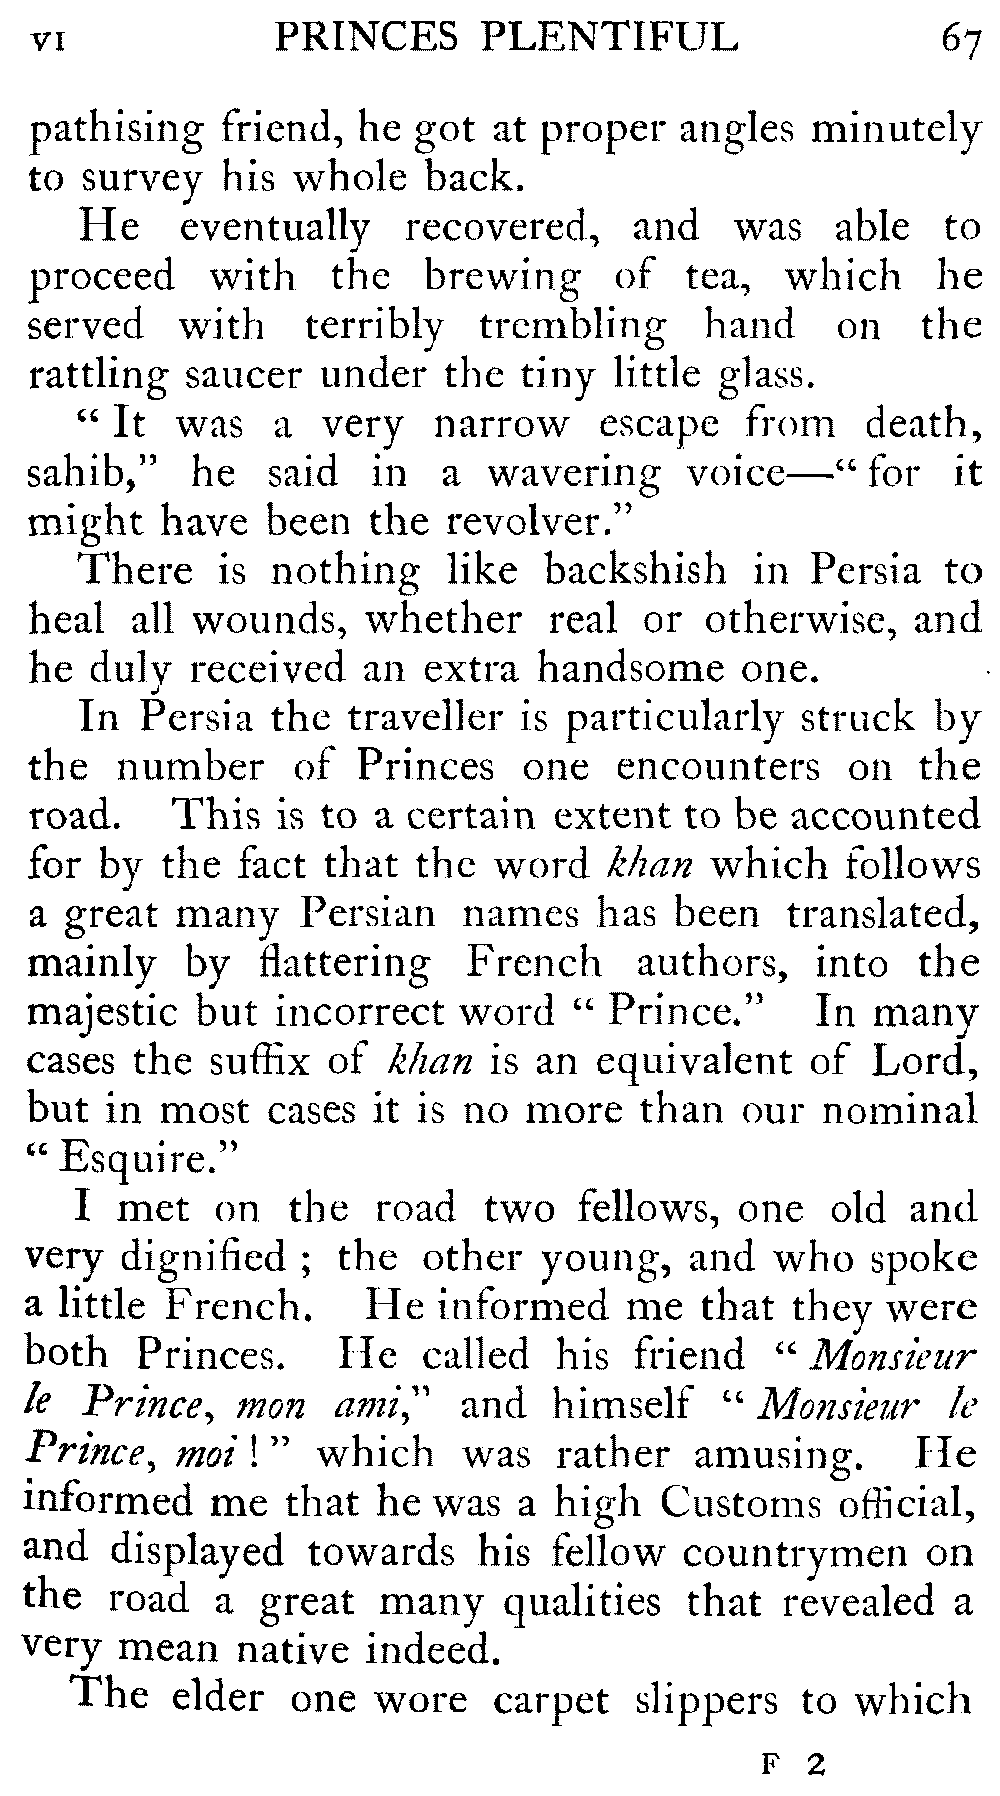 VI PRINCES PLENTIFUL 67
pathising friend, he got at proper angles minutely
to survey his whole back.
He eventually recovered, and was able to
proceed with the brewing of tea, which he
served with terribly trembling hand on the
rattling saucer under the tiny little glass.
“ It was a very narrow escape from death,
sahib,” he said in a wavering voice—“ for it
might have been the revolver.”
There is nothing like backshish in Persia to
heal all wounds, whether real or otherwise, and
he duly received an extra handsome one.
In Persia the traveller is particularly struck by
the number of Princes one encounters on the
road. This is to a certain extent to be accounted
for by the fact that the word khan which follows
a great many Persian names has been translated,
mainly by flattering French authors, into the
majestic but incorrect word “ Prince.” In many
cases the suffix of khan is an equivalent of Lord,
but in most cases it is no more than our nominal
“ Esquire.”
I met on the road two fellows, one old and
very dignified ; the other young, and who spoke
a little French. He informed me that they were
both Princes. He called his friend “ Monsieur
le Prince, mon ami,” and himself “ Monsieur le
Prince, moi ! ” which was rather amusing. He
informed me that he was a high Customs official,
and displayed towards his fellow countrymen on
the road a great many qualities that revealed a
very mean native indeed.
The elder one wore carpet slippers to which
F 2